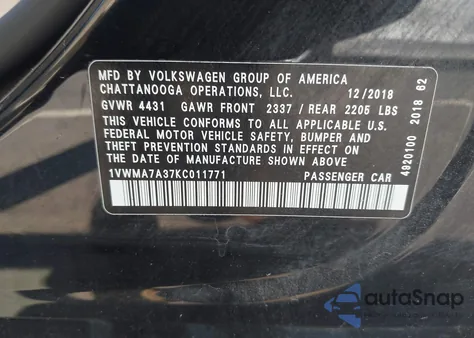 MFD BY VOLKSWAGEN GROUP OF AMERICA
CHATTANOOGA OPERATIONS, LLC. 12/2018
GVWR 4431 GAWR FRONT 2337 / REAR 2205 LBS
THIS VEHICLE CONFORMS TO ALL APPLICABLE U.S.
FEDERAL MOTOR VEHICLE SAFETY, BUMPER AND
THEFT PREVENTION STANDARDS IN EFFECT ON
THE DATE OF MANUFACTURE SHOWN ABOVE.
1VWMA7A37KC011771 PASSENGER CAR
4920100 2018 62
autoSnap